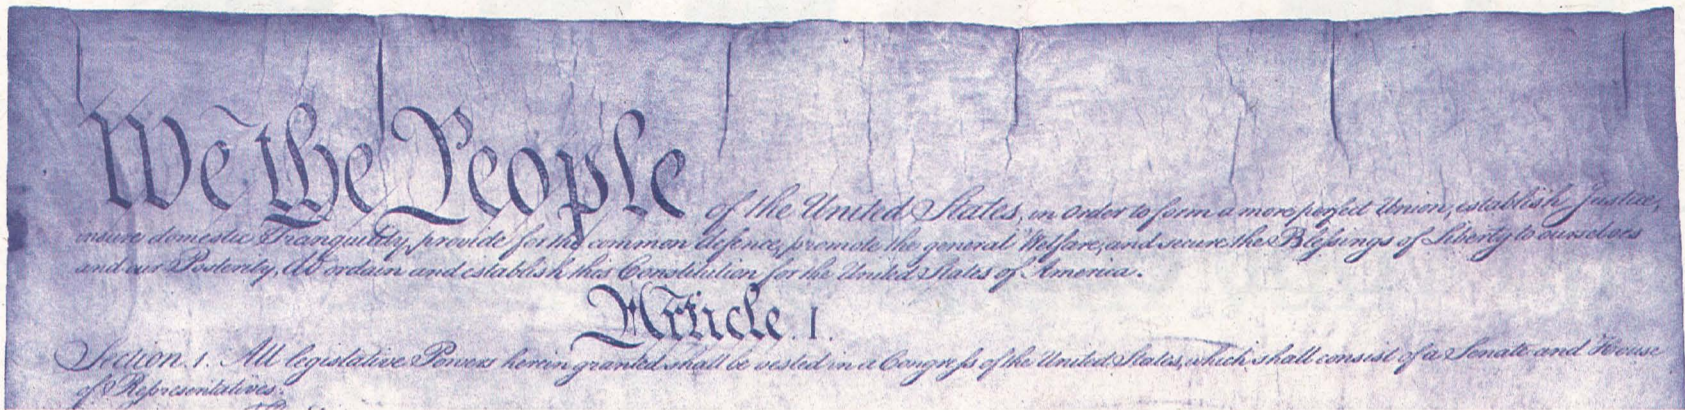 We the People of the United States, in Order to form a more perfect Union, establish Justice,
insure domestic Tranquility, provide for the common defence, promote the general Welfare, and secure the Blessings of Liberty to ourselves
and our Posterity, do ordain and establish this Constitution for the United States of America.
Article. I.
Section. 1. All legislative Powers herein granted shall be vested in a Congress of the United States, which shall consist of a Senate and House
of Representatives.